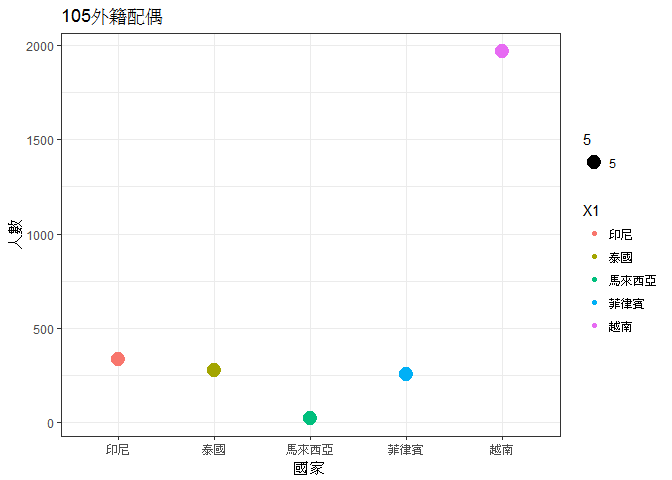 105外籍配偶
2000
1500
1000
500
0
人數
印尼 泰國 馬來西亞 菲律賓 越南
國家
5
5
X1
印尼
泰國
馬來西亞
菲律賓
越南